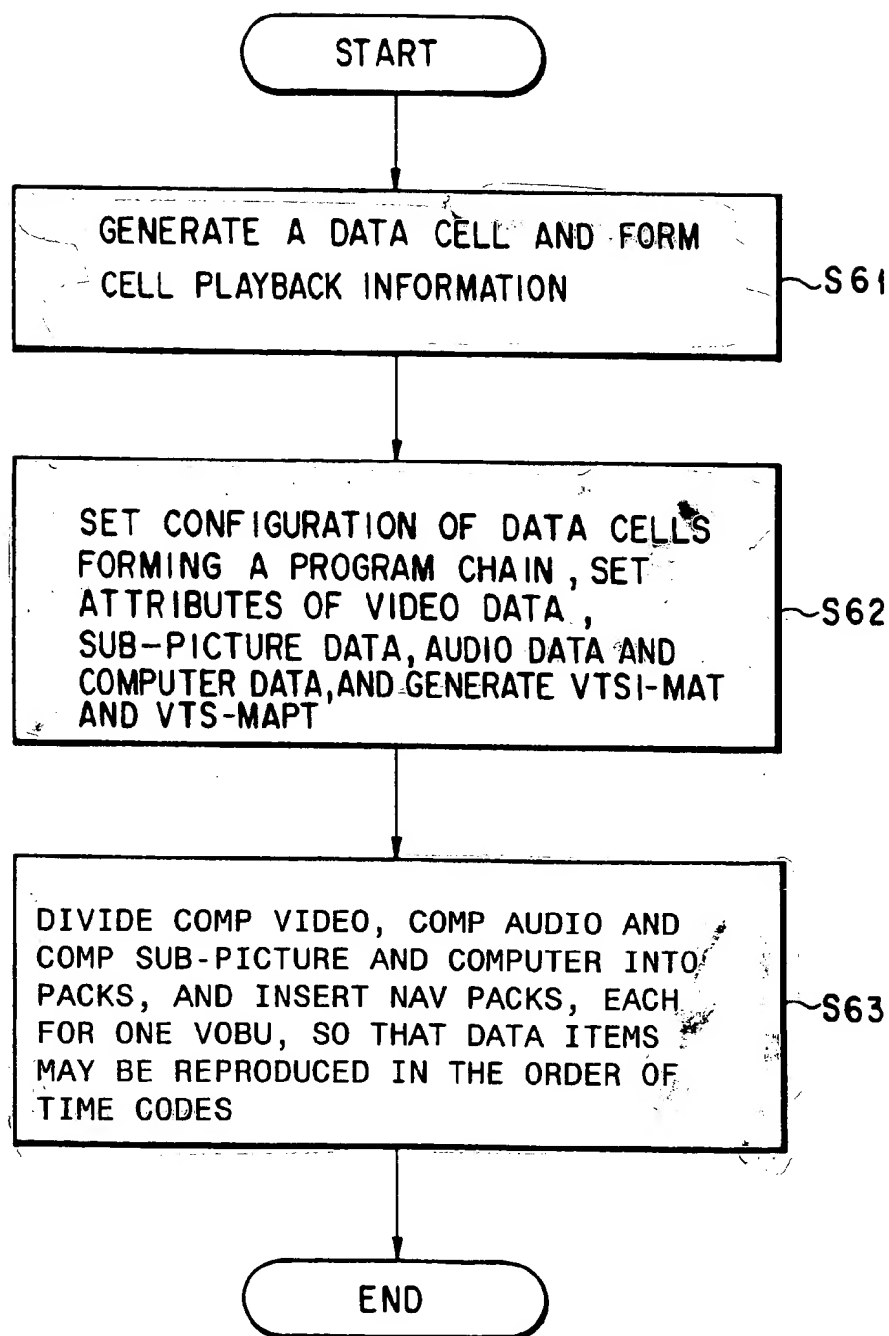 START
GENERATE A DATA CELL AND FORM
CELL PLAYBACK INFORMATION
S61
SET CONFIGURATION OF DATA CELLS
FORMING A PROGRAM CHAIN, SET
ATTRIBUTES OF VIDEO DATA,
SUB-PICTURE DATA, AUDIO DATA AND
COMPUTER DATA, AND GENERATE VTSI-MAT
AND VTS-MAPT
S62
DIVIDE COMP VIDEO, COMP AUDIO AND
COMP SUB-PICTURE AND COMPUTER INTO
PACKS, AND INSERT NAV PACKS, EACH
FOR ONE VOBU, SO THAT DATA ITEMS
MAY BE REPRODUCED IN THE ORDER OF
TIME CODES
S63
END